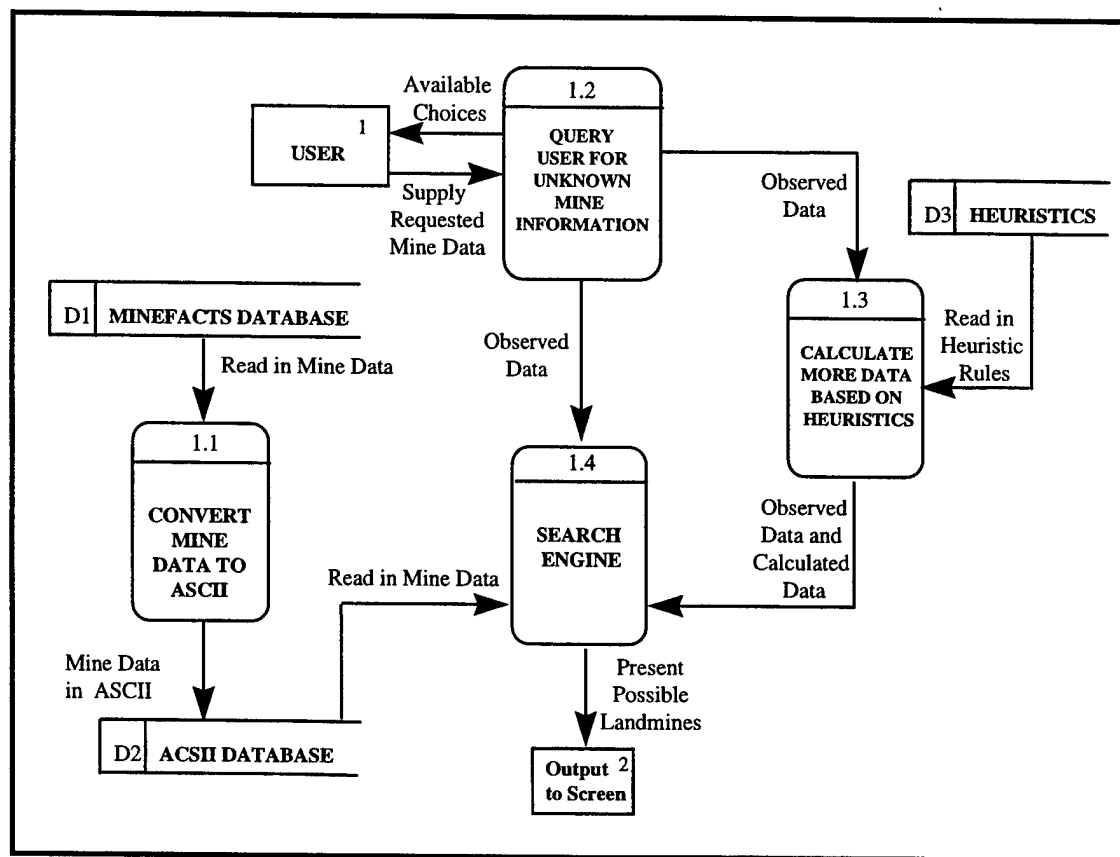 Available
Choices
1
USER
Supply
Requested
Mine Data
1.2
QUERY
USER FOR
UNKNOWN
MINE
INFORMATION
Observed
Data
D3 HEURISTICS
Read in
Heuristic
Rules
1.3
CALCULATE
MORE DATA
BASED ON
HEURISTICS
D1 MINEFACTS DATABASE
Read in Mine Data
1.1
CONVERT
MINE
DATA TO
ASCII
Mine Data
in ASCII
D2 ACSII DATABASE
Read in Mine Data
Observed
Data
1.4
SEARCH
ENGINE
Observed
Data and
Calculated
Data
Present
Possible
Landmines
Output 2
to Screen